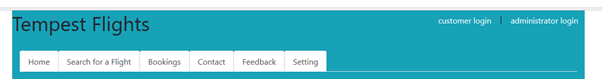 Tempest Flights
customer login | administrator login
Home Search for a Flight Bookings Contact Feedback Setting